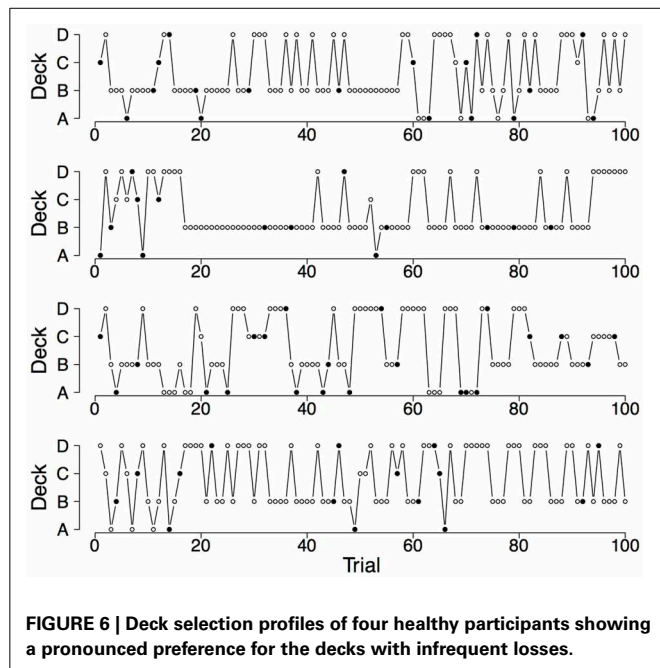 D
C
B
A
Deck
0 20 40 60 80 100
D
C
B
A
Deck
0 20 40 60 80 100
D
C
B
A
Deck
0 20 40 60 80 100
D
C
B
A
Deck
0 20 40 60 80 100
Trial
FIGURE 6 | Deck selection profiles of four healthy participants showing
a pronounced preference for the decks with infrequent losses.